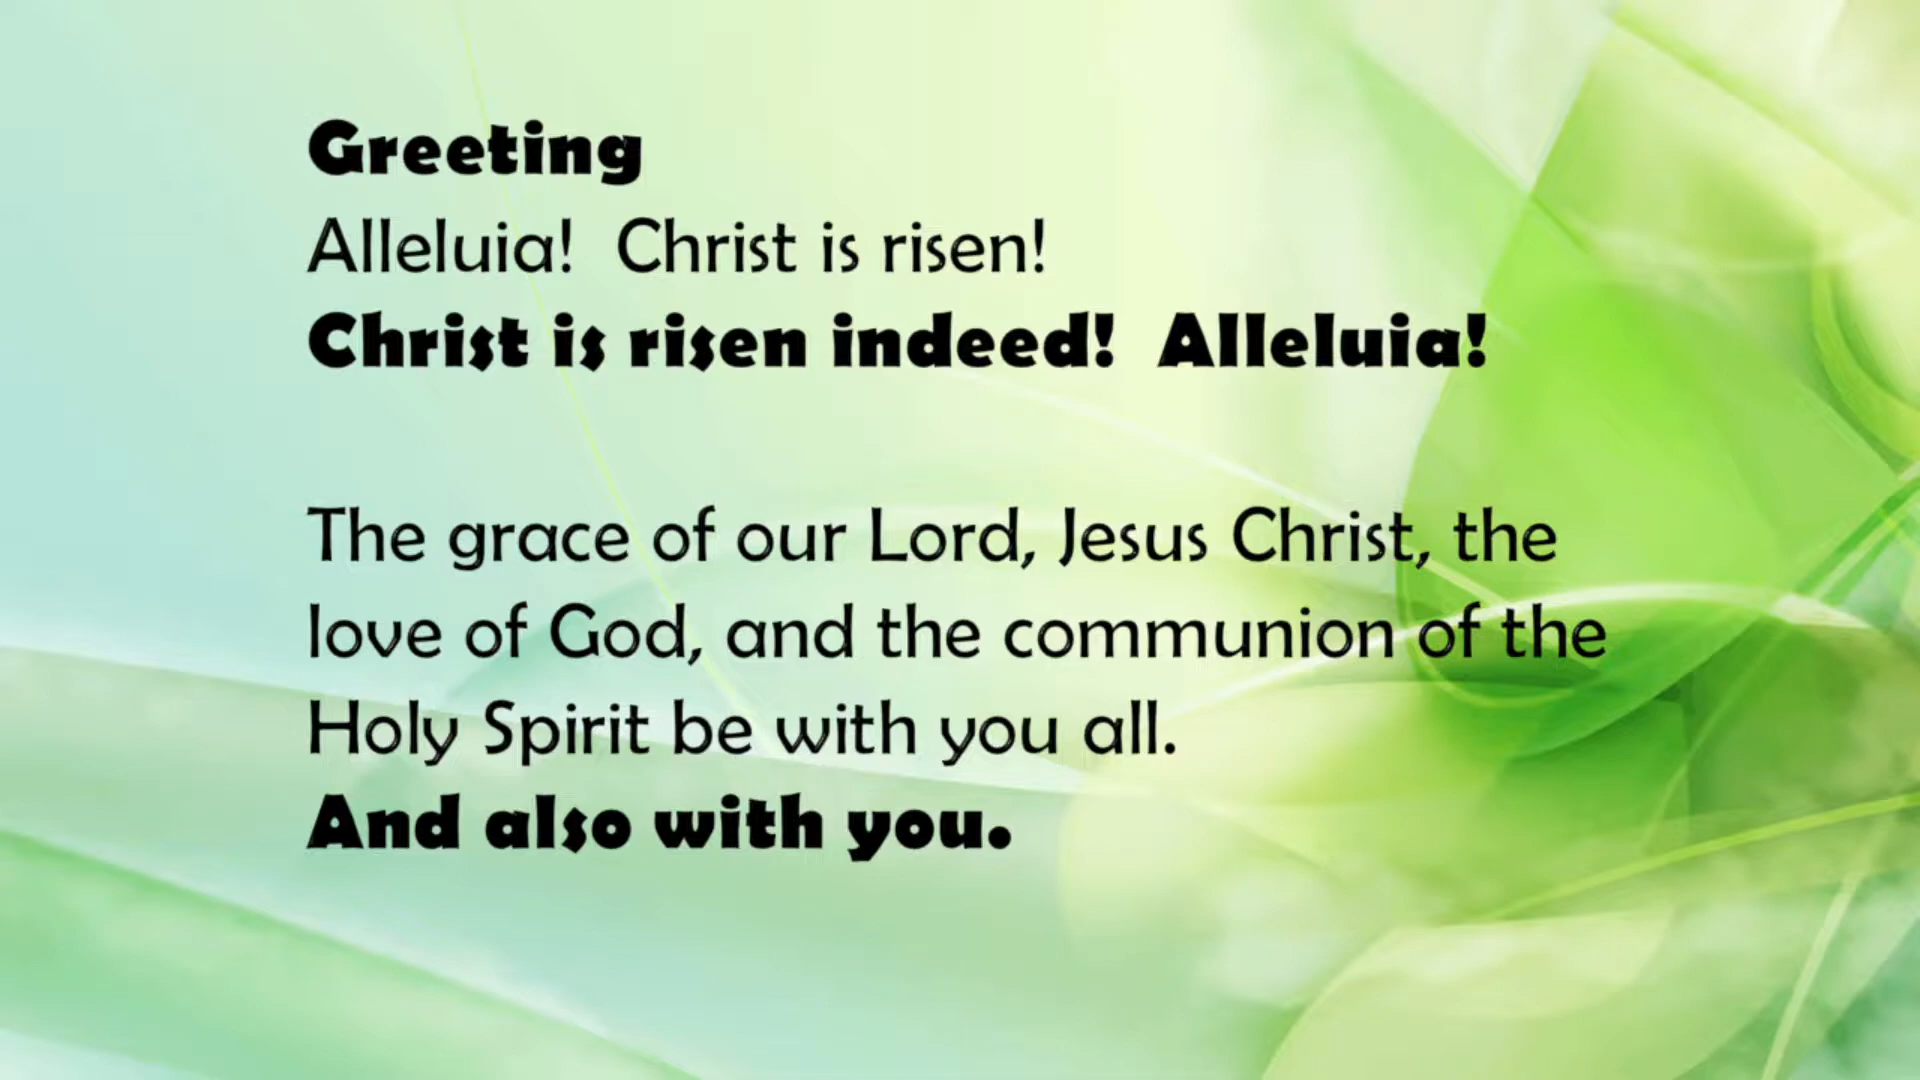 Greeting
Alleluia!  Christ is risen!
Christ is risen indeed!  Alleluia!
The grace of our Lord, Jesus Christ, the
love of God, and the communion of the
Holy Spirit be with you all.
And also with you.